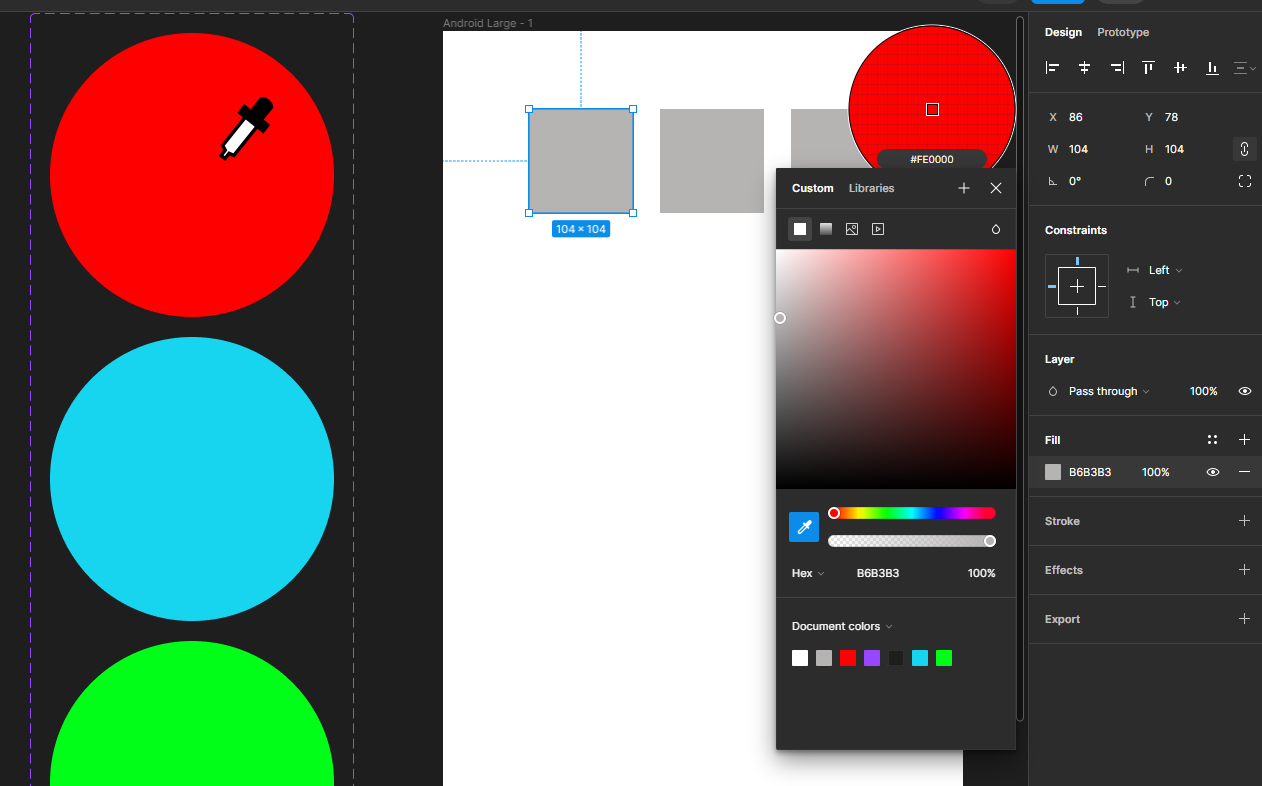 Android Large - 1
104 × 104
#FE0000
Custom Libraries
Hex B6B3B3 100%
Document colors
Design Prototype
X 86 Y 78
W 104 H 104
0° 0
Constraints
Left
Top
Layer
Pass through 100%
Fill
B6B3B3 100%
Stroke
Effects
Export